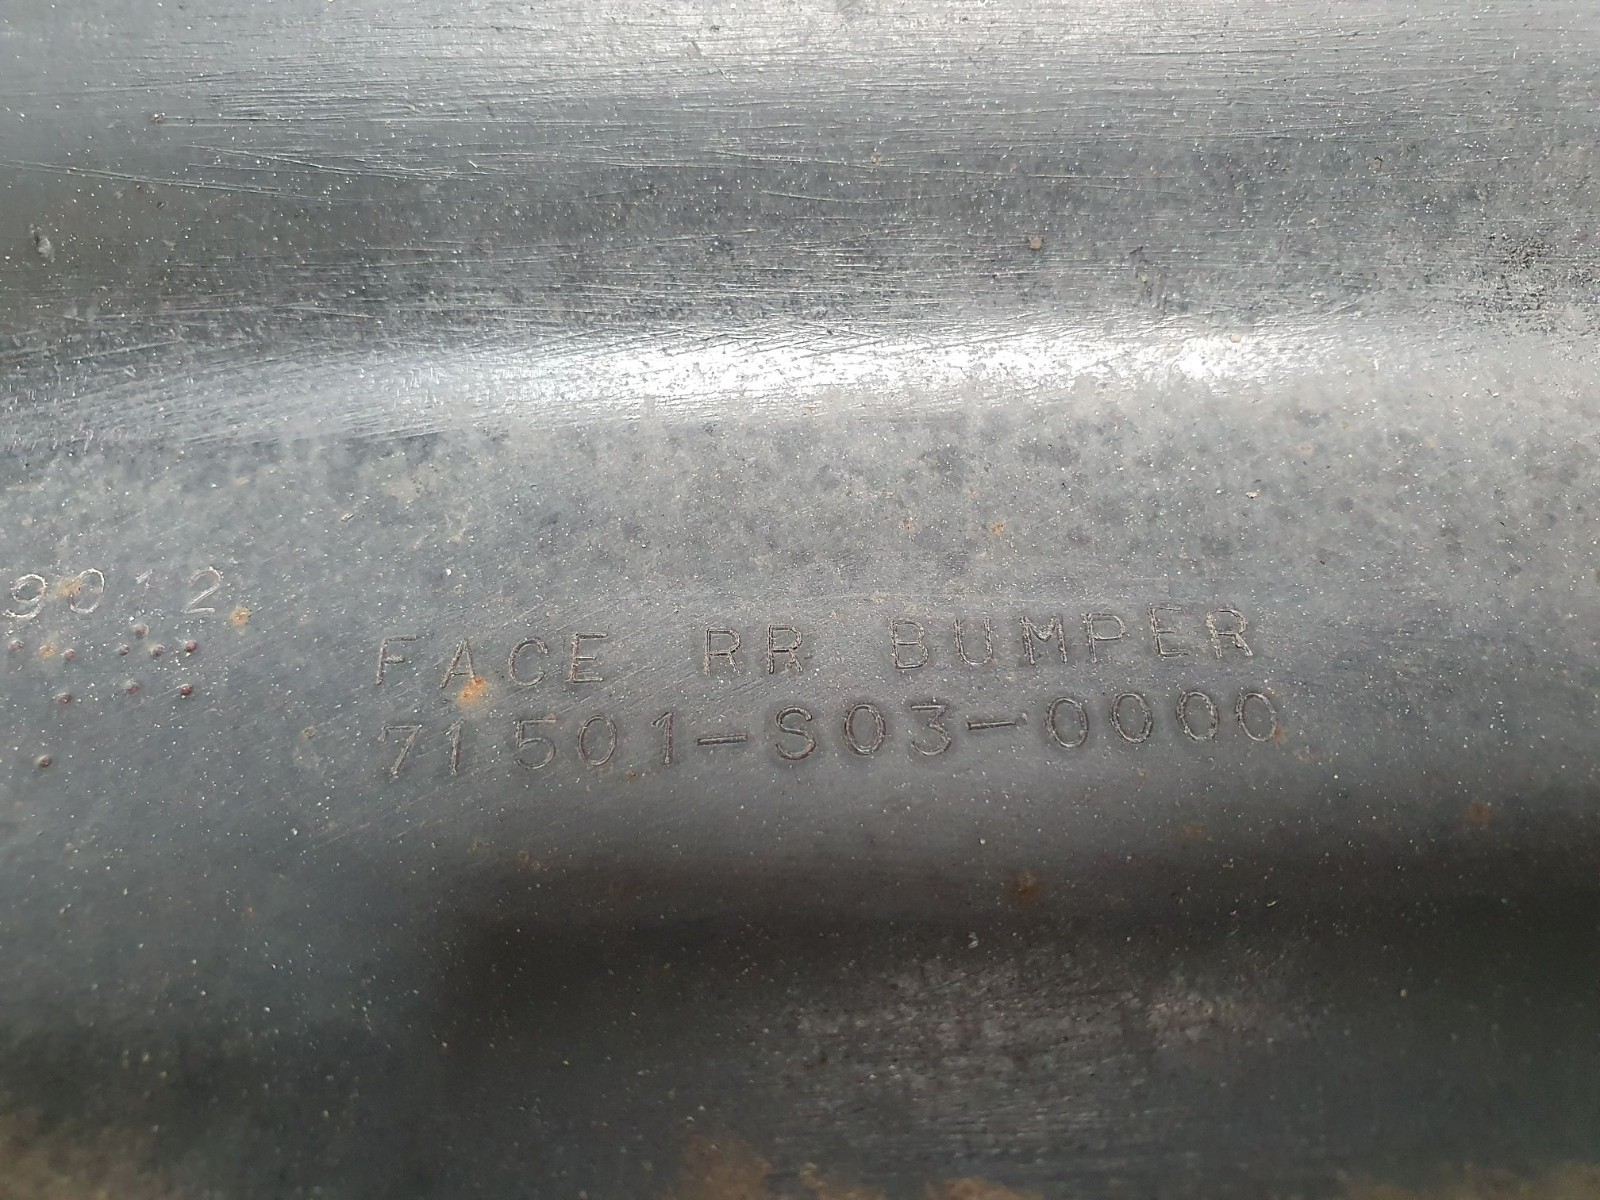 FACE RR BUMPER
71501-S03-0000